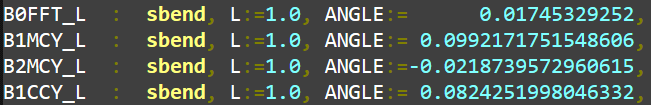 B0FFT_L  :  sbend, L:=1.0, ANGLE:=      0.01745329252,
B1MCY_L  :  sbend, L:=1.0, ANGLE:= 0.0992171751548606,
B2MCY_L  :  sbend, L:=1.0, ANGLE:=-0.0218739572960615,
B1CCY_L  :  sbend, L:=1.0, ANGLE:= 0.0824251998046332,